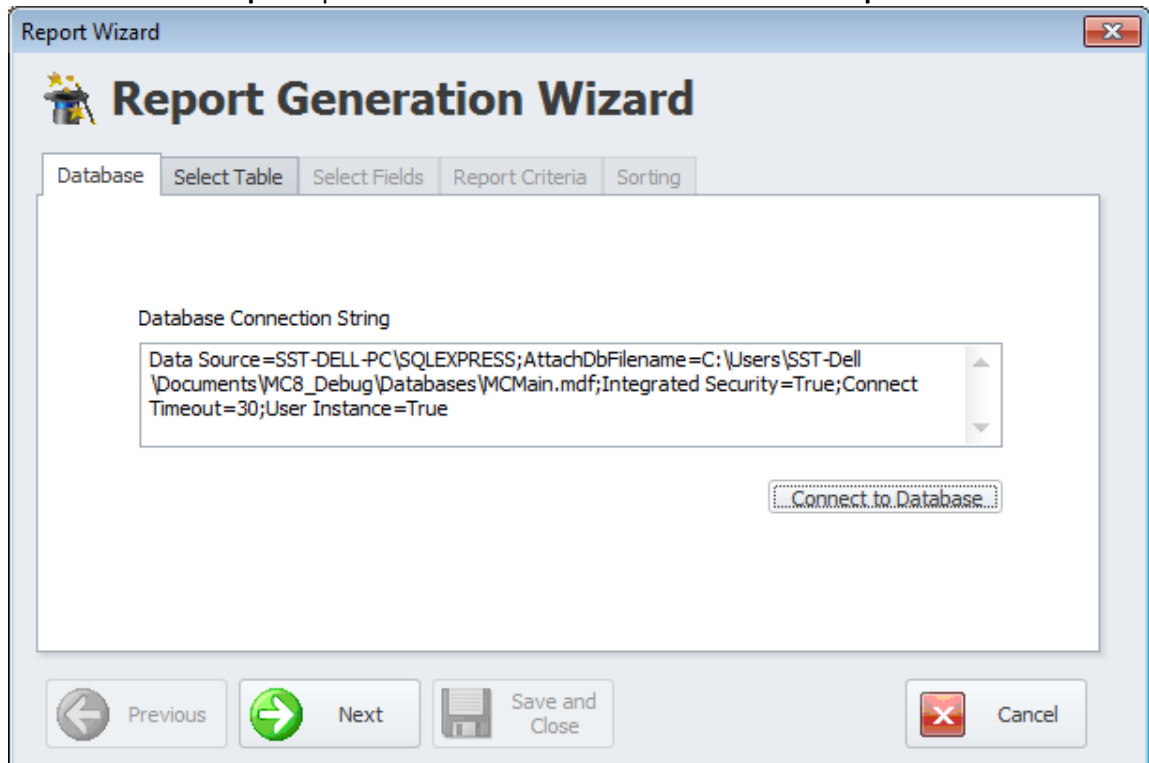 Report Wizard
Report Generation Wizard
Database Select Table Select Fields Report Criteria Sorting
Database Connection String
Data Source=SST-DELL-PC\SQLEXPRESS;AttachDbFilename=C:\Users\SST-Dell
\Documents\MC8_Debug\Databases\MCMain.mdf;Integrated Security=True;Connect
Timeout=30;User Instance=True
Connect to Database
Previous Next Save and
Close
Cancel